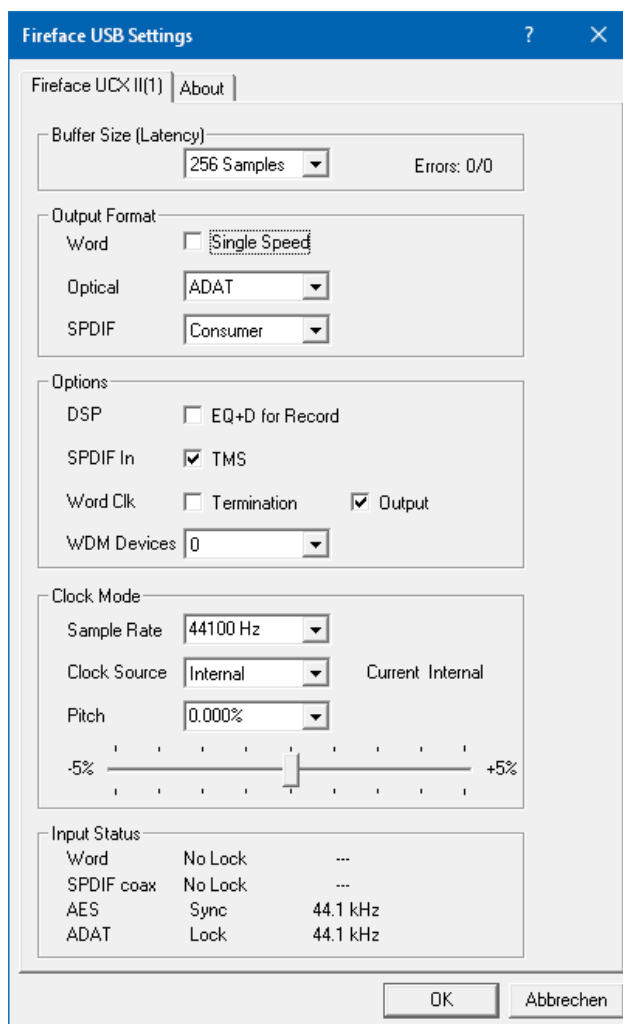 Fireface USB Settings ?
Fireface UCX II(1) About
Buffer Size (Latency)
256 Samples Errors: 0/0
Output Format
Word Single Speed
Optical ADAT
SPDIF Consumer
Options
DSP EQ+D for Record
SPDIF In TMS
Word Clk Termination Output
WDM Devices 0
Clock Mode
Sample Rate 44100 Hz
Clock Source Internal Current Internal
Pitch 0.000%
-5% +5%
Input Status
Word No Lock ---
SPDIF coax No Lock ---
AES Sync 44.1 kHz
ADAT Lock 44.1 kHz
OK Abbrechen